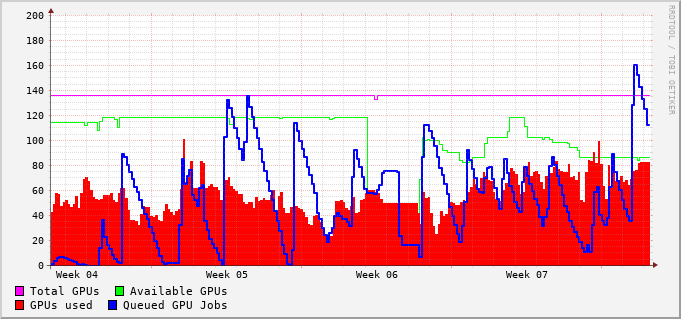 200
180
160
140
120
100
80
60
40
20
0
Week 04 Week 05 Week 06 Week 07
Total GPUs Available GPUs
GPUs used Queued GPU Jobs
RRDTOOL / TOBI OETIKER